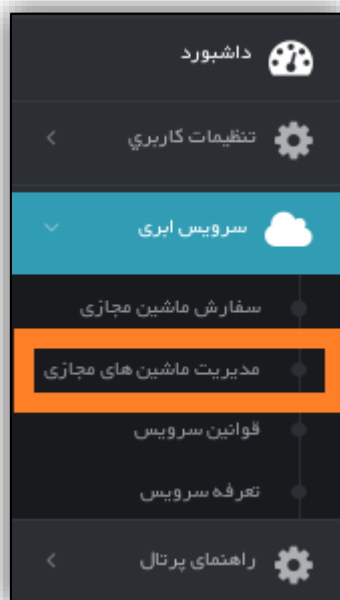 داشبورد
تنظیمات کاربري
سرویس ابری
سفارش ماشین مجازی
مدیریت ماشین های مجازی
قوانین سرویس
تعرفه سرویس
راهنمای پرتال